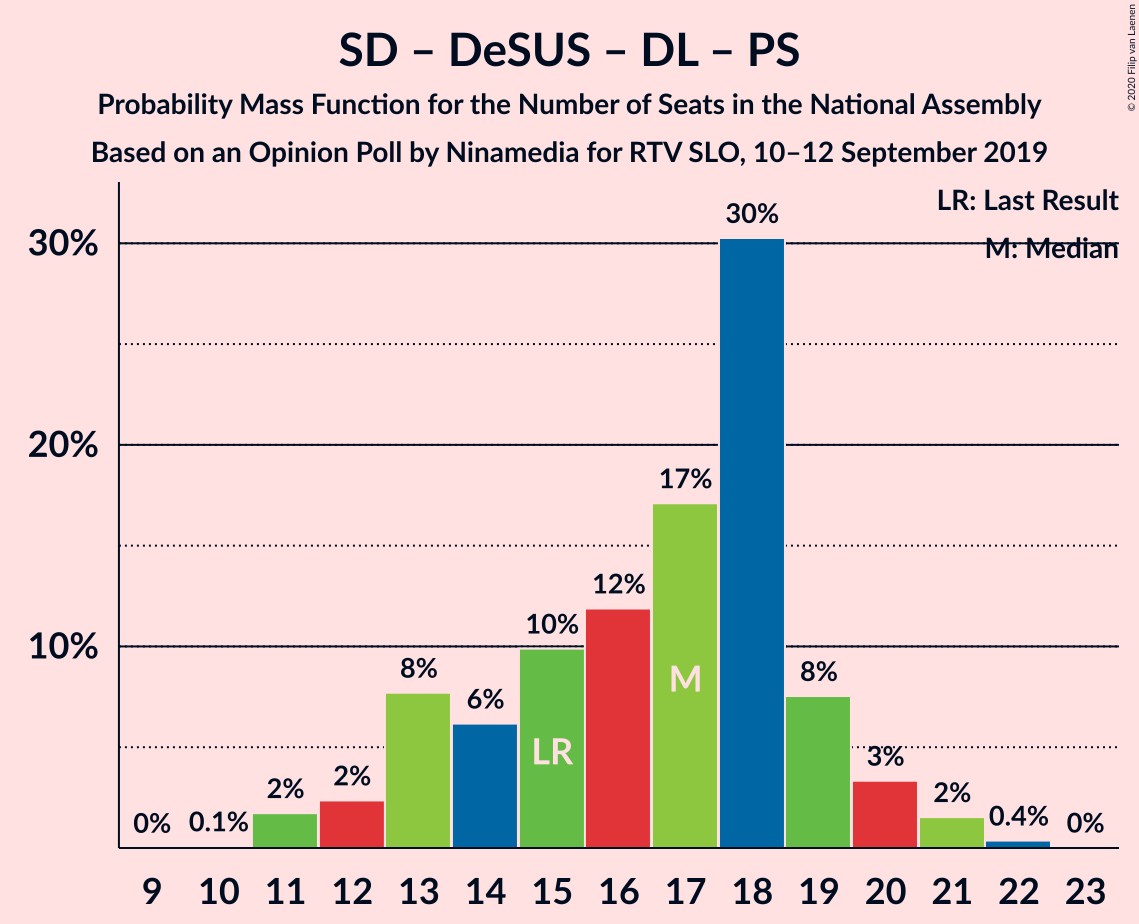 SD – DeSUS – DL – PS
Probability Mass Function for the Number of Seats in the National Assembly
Based on an Opinion Poll by Ninamedia for RTV SLO, 10–12 September 2019
© 2020 Filip van Laenen
LR: Last Result
M: Median
30%
20%
10%
0%
0.1%
2%
2%
8%
6%
10%
12%
17%
30%
8%
3%
2%
0.4%
0%
LR
M
9 10 11 12 13 14 15 16 17 18 19 20 21 22 23